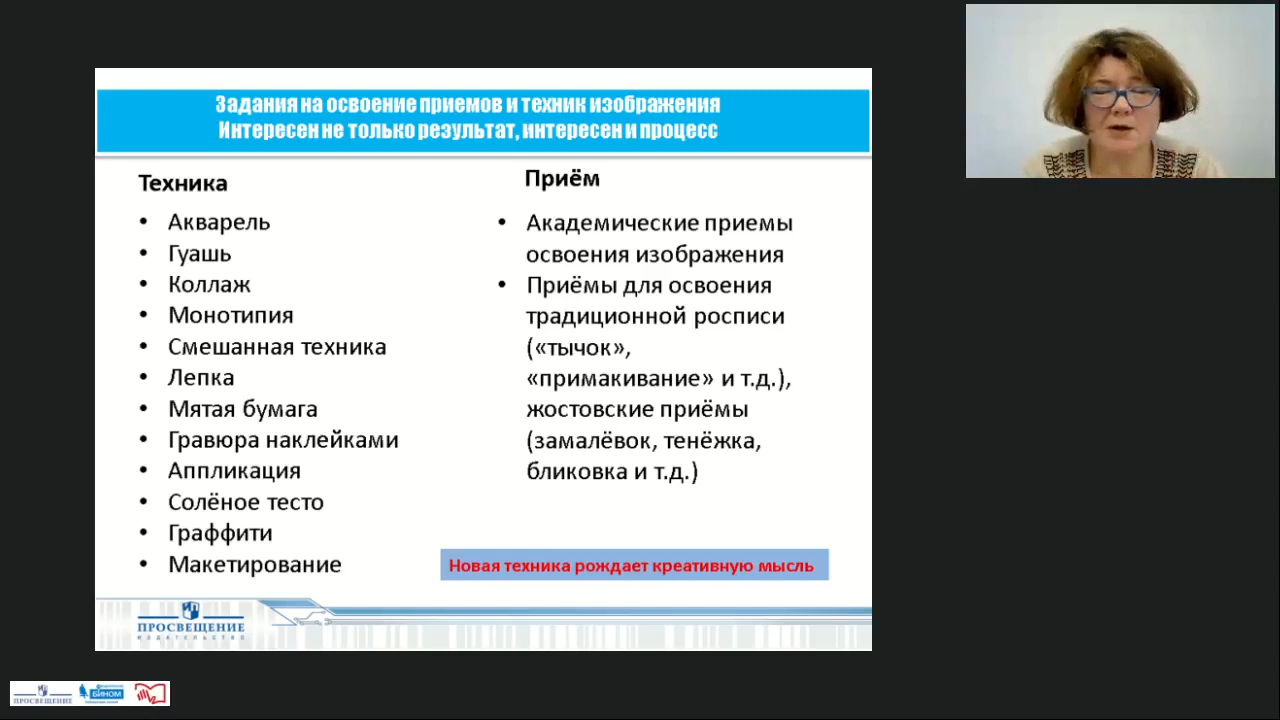 Задания на освоение приемов и техник изображения
Интересен не только результат, интересен и процесс
Техника
• Акварель
• Гуашь
• Коллаж
• Монотипия
• Смешанная техника
• Лепка
• Мятая бумага
• Гравюра наклейками
• Аппликация
• Солёное тесто
• Граффити
• Макетирование
Приём
• Академические приемы
освоения изображения
• Приёмы для освоения
традиционной росписи
(«тычок»,
«примакивание» и т.д.),
жостовские приёмы
(замалёвок, тенёжка,
бликовка и т.д.)
Новая техника рождает креативную мысль
ПРОСВЕЩЕНИЕ
ИЗДАТЕЛЬСТВО
ПРОСВЕЩЕНИЕ
БИНОМ